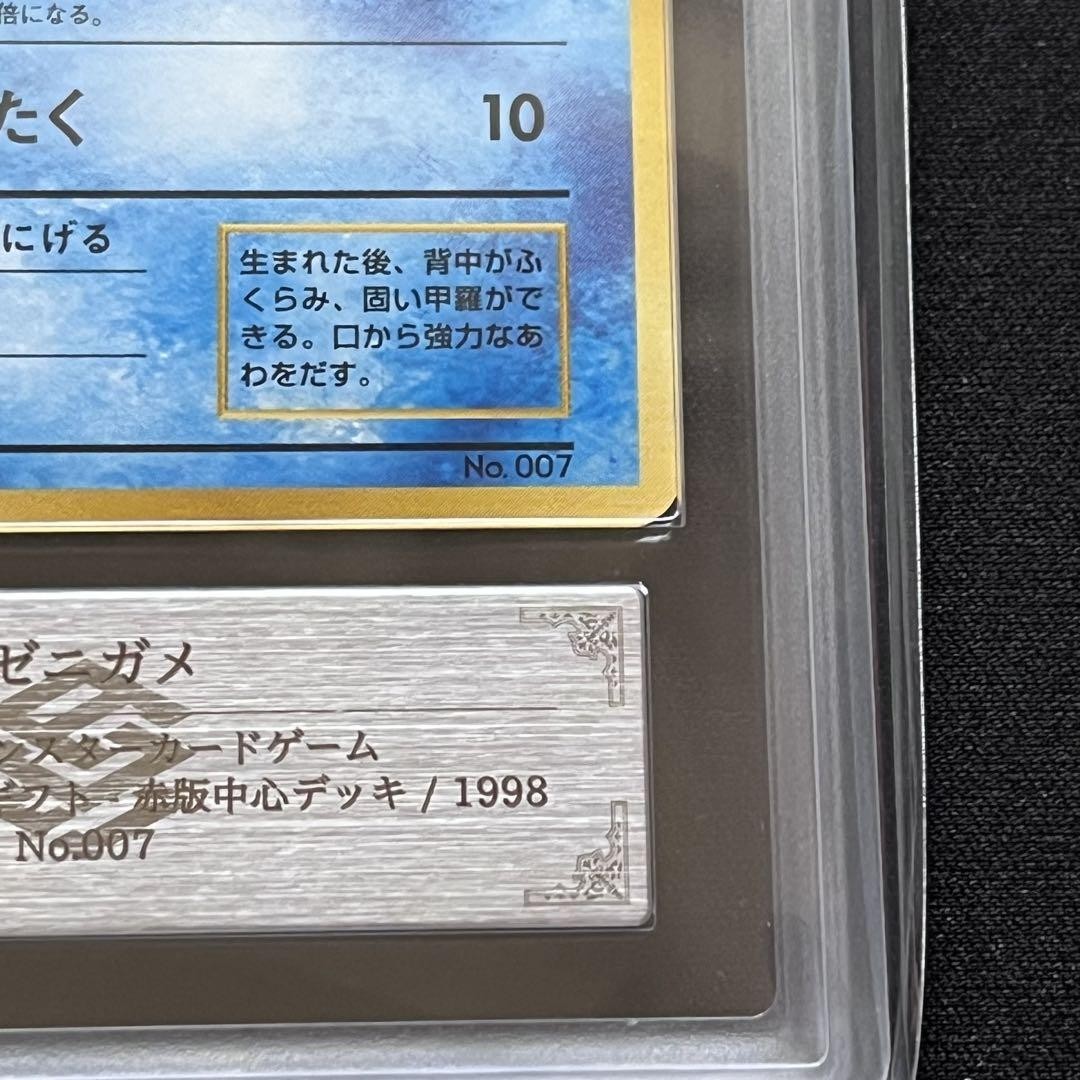 倍になる。
たく 10
にげる
生まれた後、背中がふ
くらみ、固い甲羅がで
きる。口から強力なあ
わをだす。
No. 007
ゼニガメ
ンスターカードゲーム
ギフト - 赤版中心デッキ / 1998
No.007